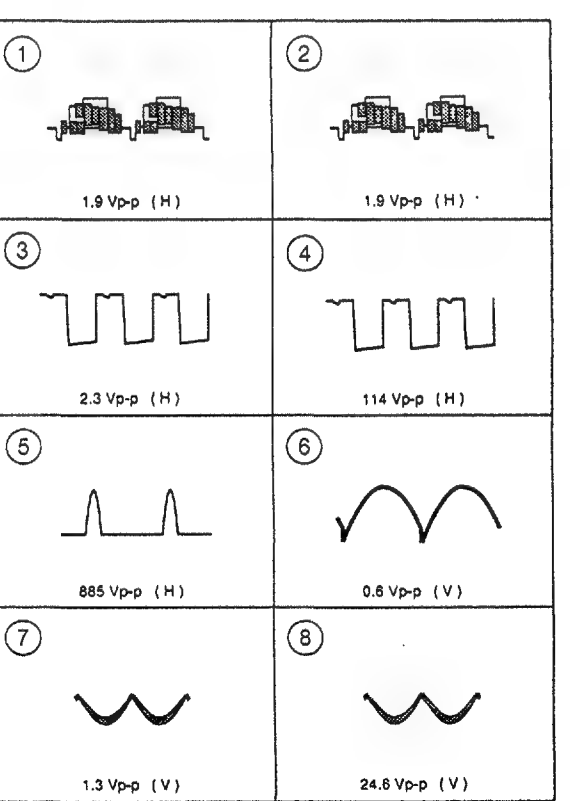 1
2
1.9 Vp-p (H)
1.9 Vp-p (H)
3
4
2.3 Vp-p (H)
114 Vp-p (H)
5
6
885 Vp-p (H)
0.6 Vp-p (V)
7
8
1.3 Vp-p (V)
24.6 Vp-p (V)